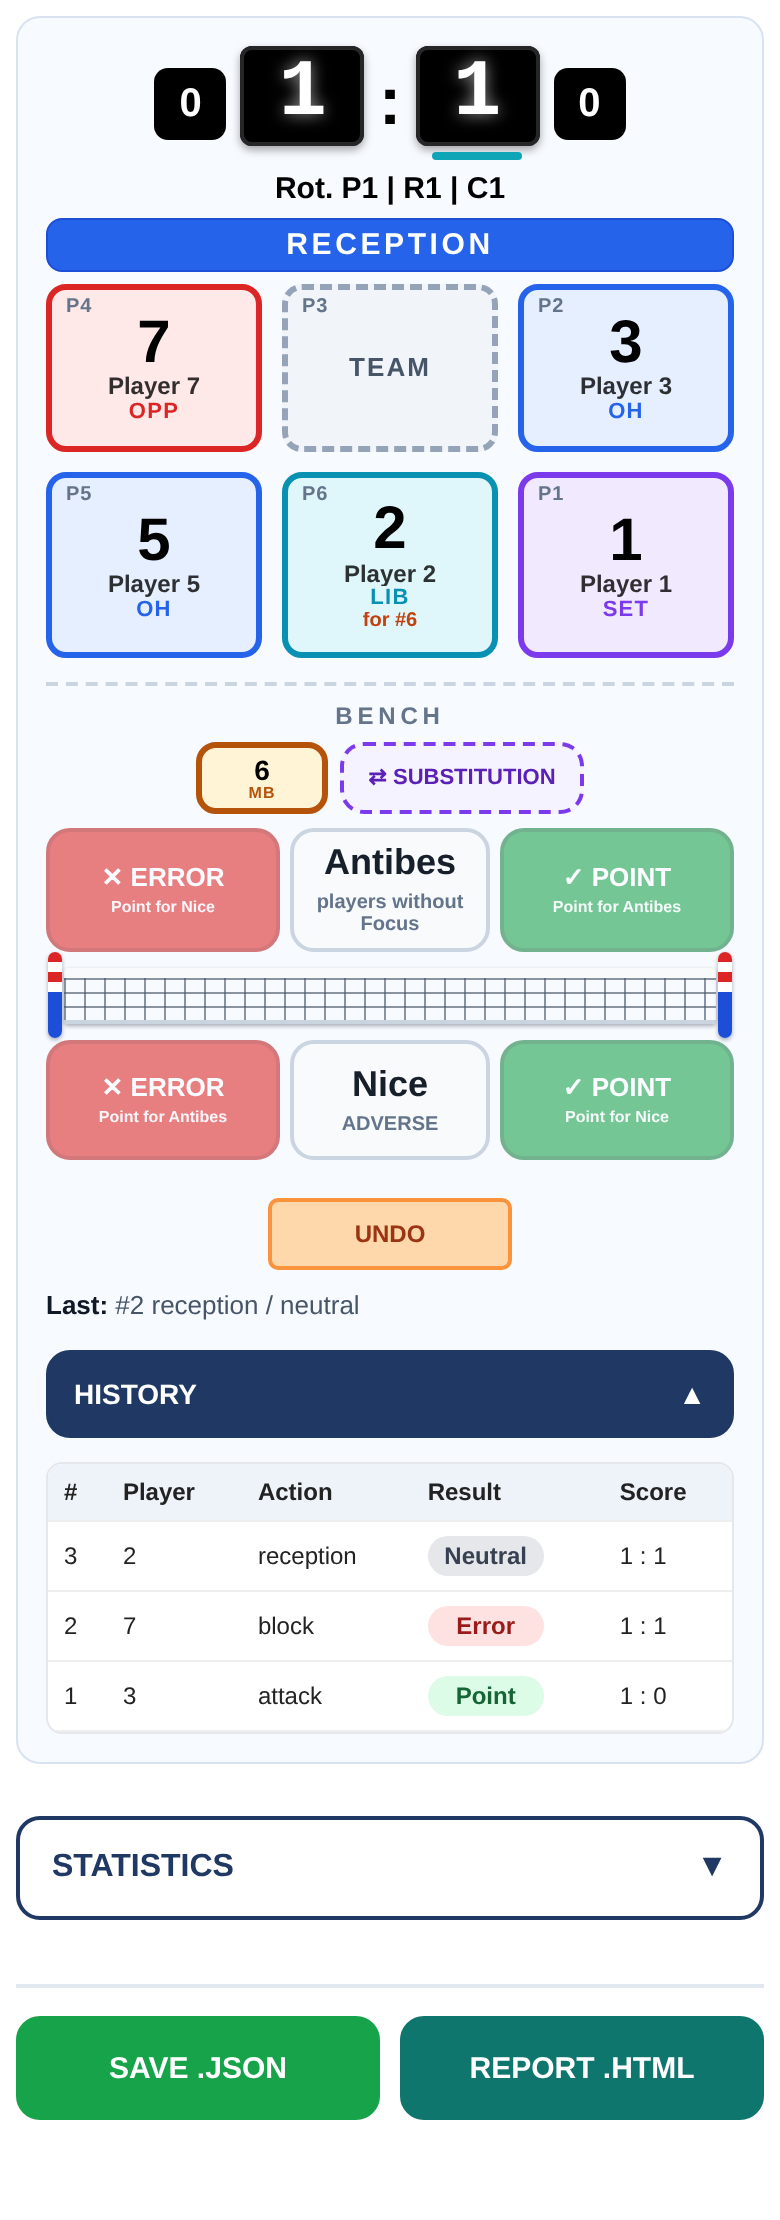 0 1 : 1 0
Rot. P1 | R1 | C1
RECEPTION
P4
7
Player 7
OPP
P3
TEAM
P2
3
Player 3
OH
P5
5
Player 5
OH
P6
2
Player 2
LIB
for #6
P1
1
Player 1
SET
BENCH
6
MB
⇄ SUBSTITUTION
✕ ERROR
Point for Nice
Antibes
players without
Focus
✓ POINT
Point for Antibes
✕ ERROR
Point for Antibes
Nice
ADVERSE
✓ POINT
Point for Nice
UNDO
Last: #2 reception / neutral
HISTORY ▲
# Player Action Result Score
3 2 reception Neutral 1 : 1
2 7 block Error 1 : 1
1 3 attack Point 1 : 0
STATISTICS ▼
SAVE .JSON
REPORT .HTML